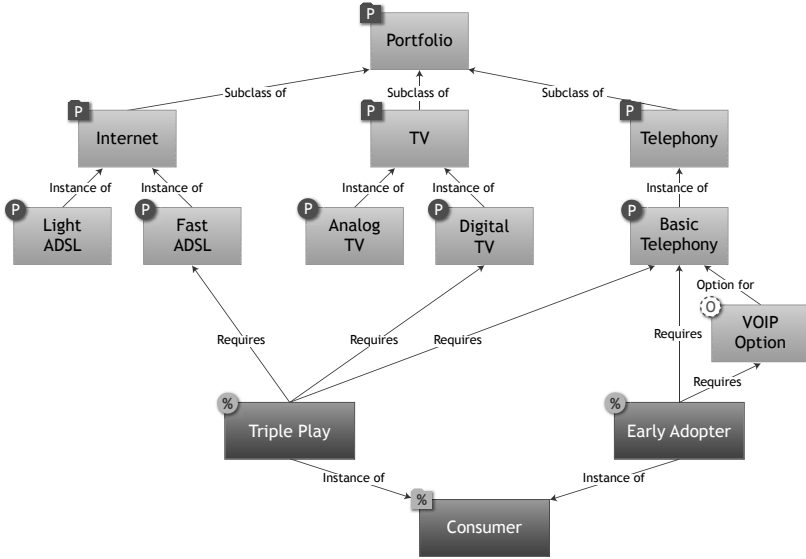 P
Portfolio
Subclass of
Subclass of
Subclass of
P
Internet
P
TV
P
Telephony
Instance of
Instance of
Instance of
Instance of
Instance of
P
Light
ADSL
P
Fast
ADSL
P
Analog
TV
P
Digital
TV
P
Basic
Telephony
Option for
O
VOIP
Option
Requires
Requires
Requires
Requires
Requires
%
Triple Play
%
Early Adopter
Instance of
Instance of
%
Consumer